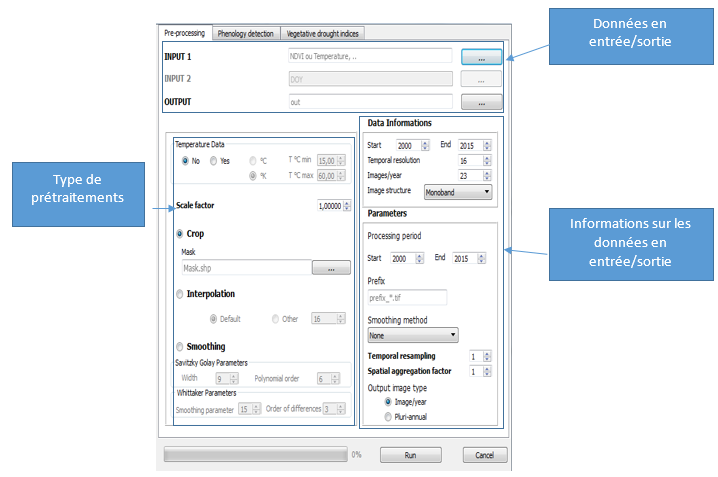 Données en
entrée/sortie
Pre-processing Phenology detection Vegetative drought indices
INPUT 1 NDVI ou Temperature, .. ...
INPUT 2 DOY ...
OUTPUT out ...
Type de
prétraitements
Temperature Data
No Yes °C T °C min 15,00
°K T °C max 60,00
Scale factor 1,00000
Crop
Mask
Mask.shp ...
Interpolation
Default Other 16
Smoothing
Savitzky Golay Parameters
Width 9 Polynomial order 6
Whittaker Parameters
Smoothing parameter 15 Order of differences 3
Data Informations
Start 2000 End 2015
Temporal resolution 16
Images/year 23
Image structure Monoband
Parameters
Processing period
Start 2000 End 2015
Prefix
prefix_*.tif
Smoothing method
None
Temporal resampling 1
Spatial aggregation factor 1
Output image type
Image/year
Pluri-annual
Informations sur les
données en
entrée/sortie
0% Run Cancel